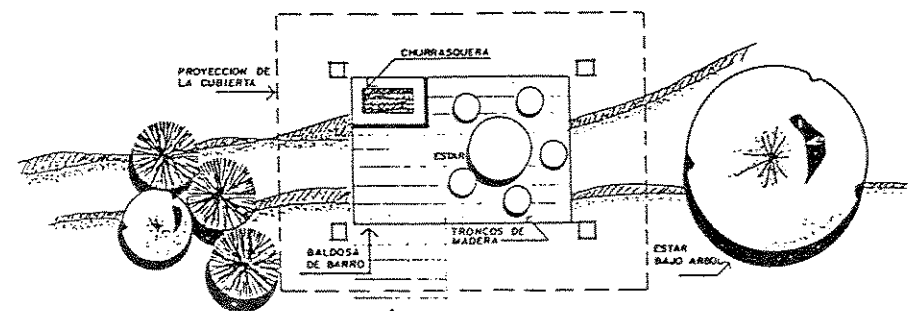 CHURRASQUERA
PROYECCION DE
LA CUBIERTA
ESTAR
TRONCOS DE
MADERA
BALDOSA
DE BARRO
ESTAR
BAJO ARBOL